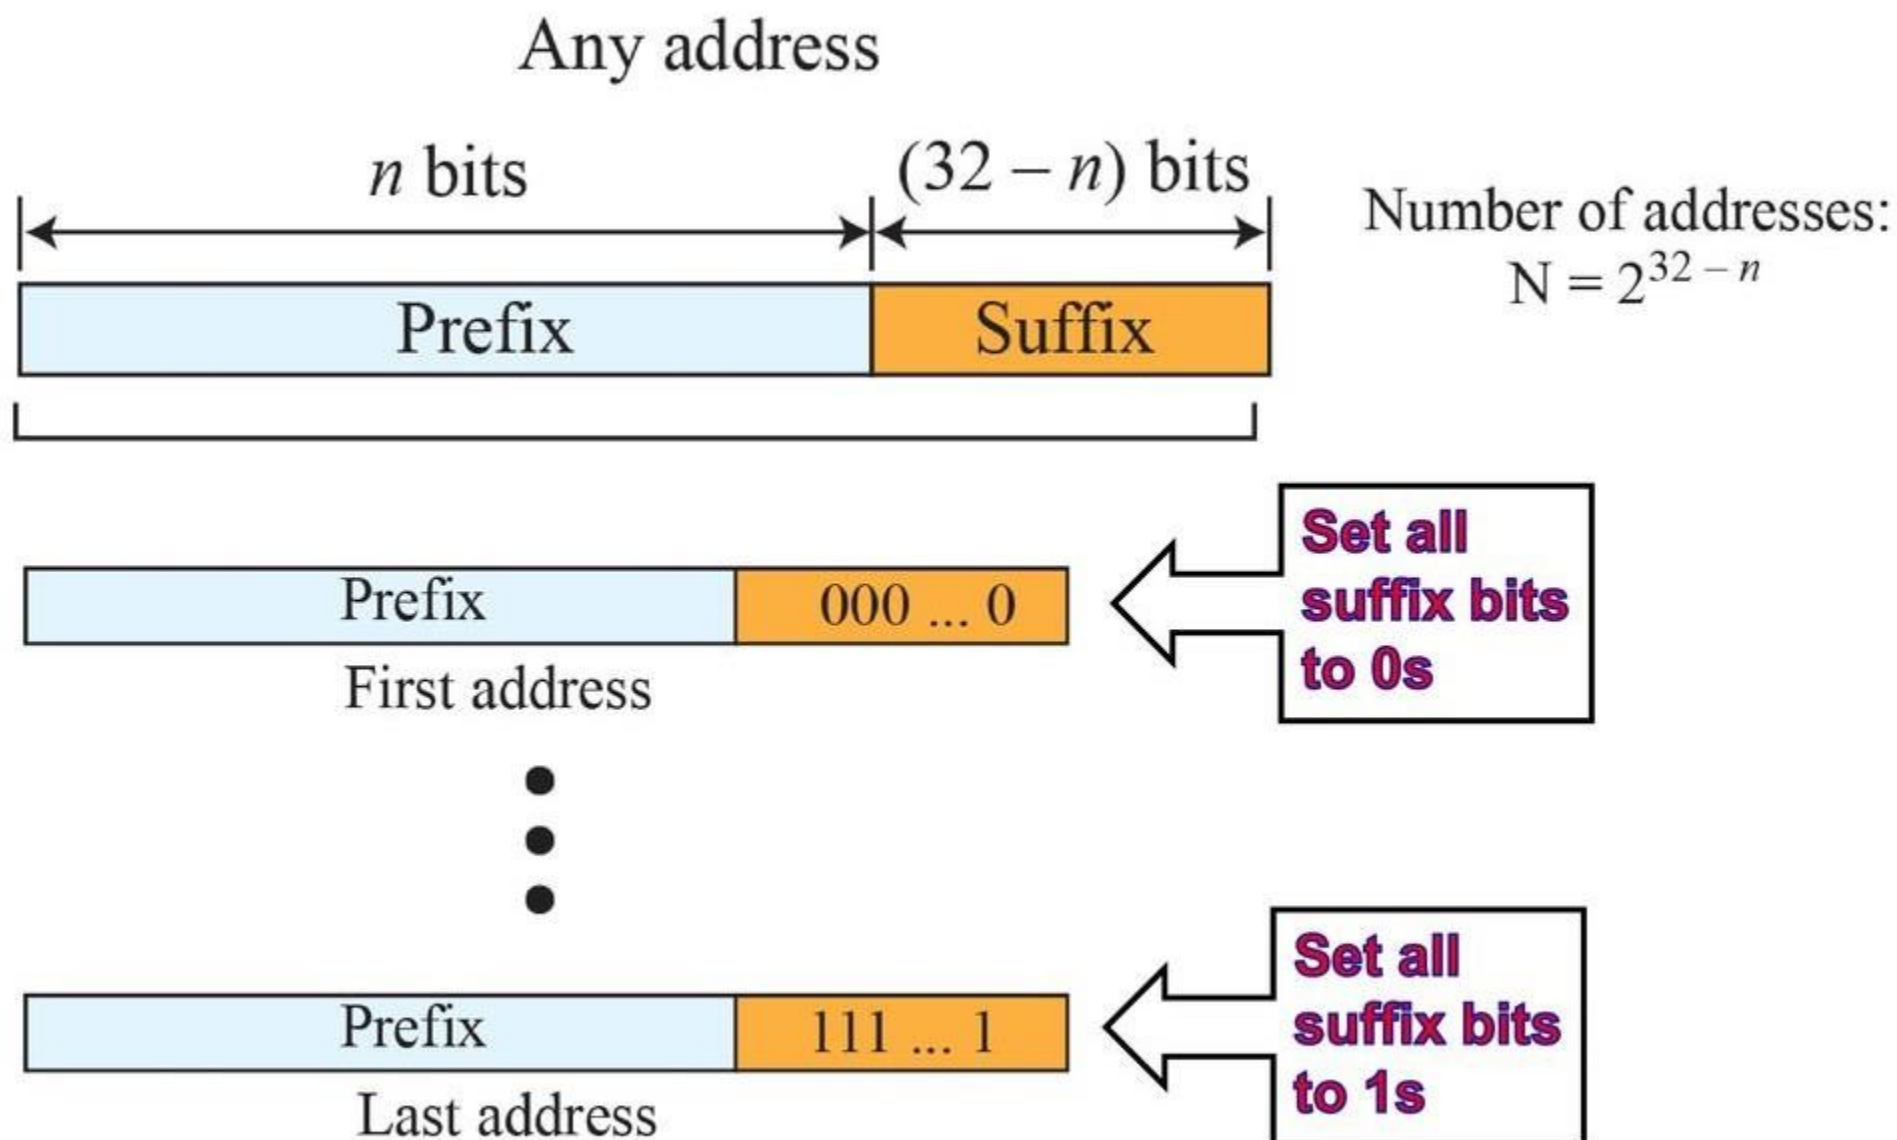 Any address
n bits
(32 – n) bits
Number of addresses:
N = 2^{32 – n}
Prefix
Suffix
Prefix
000 ... 0
Set all
suffix bits
to 0s
First address
Prefix
111 ... 1
Set all
suffix bits
to 1s
Last address